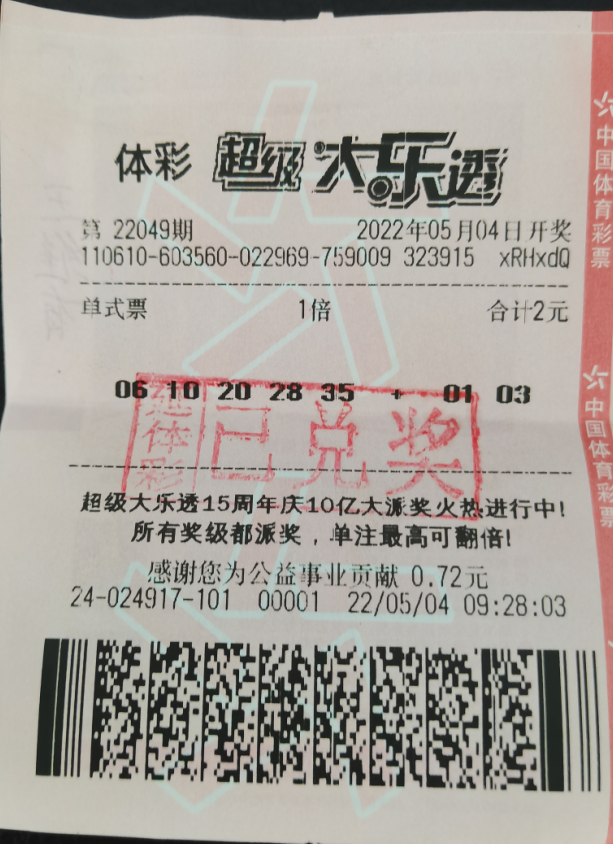 体彩 超级大乐透
第 22049期 2022年05月04日开奖
110610-603560-022969-759009 323915 xRHxdQ
单式票 1倍 合计2元
06 10 20 28 35 + 01 03
体彩
已兑奖
超级大乐透15周年庆10亿大派奖火热进行中!
所有奖级都派奖，单注最高可翻倍!
感谢您为公益事业贡献 0.72元
24-024917-101 00001 22/05/04 09:28:03
中国体育彩票
中国体育彩票